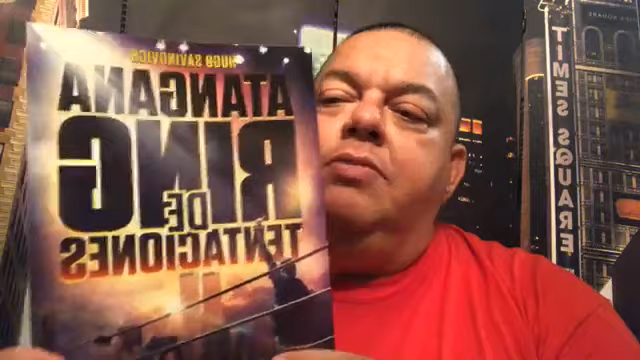 HUGO SAVINOVICH
ATANGANA
RING
DE
TENTACIONES
TIMES SQUARE